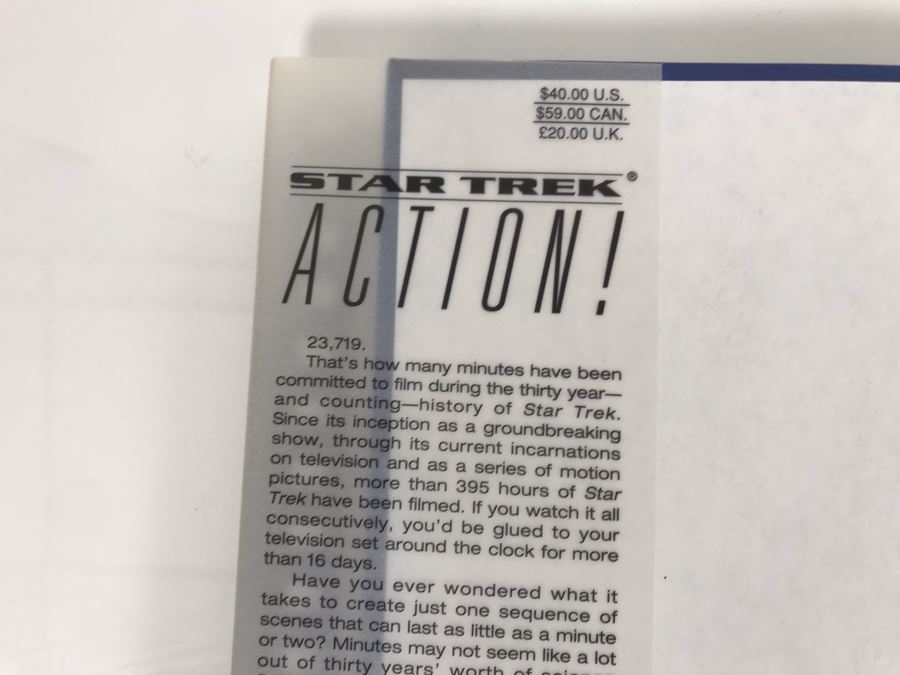 $40.00 U.S.
$59.00 CAN.
£20.00 U.K.
STAR TREK®
ACTION!
23,719.
That's how many minutes have been
committed to film during the thirty year—
and counting—history of Star Trek.
Since its inception as a groundbreaking
show, through its current incarnations
on television and as a series of motion
pictures, more than 395 hours of Star
Trek have been filmed. If you watch it all
consecutively, you'd be glued to your
television set around the clock for more
than 16 days.
Have you ever wondered what it
takes to create just one sequence of
scenes that can last as little as a minute
or two? Minutes may not seem like a lot
out of thirty years' worth of science